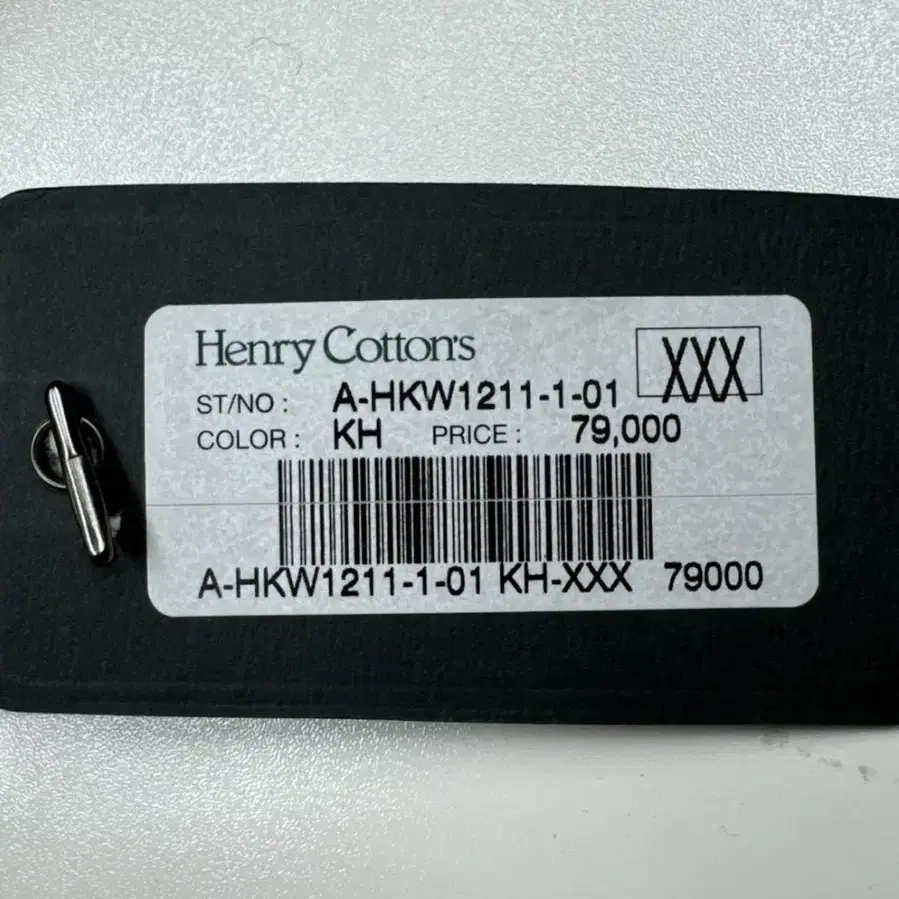 Henry Cotton's
XXX
ST/NO : A-HKW1211-1-01
COLOR : KH PRICE : 79,000
A-HKW1211-1-01 KH-XXX 79000